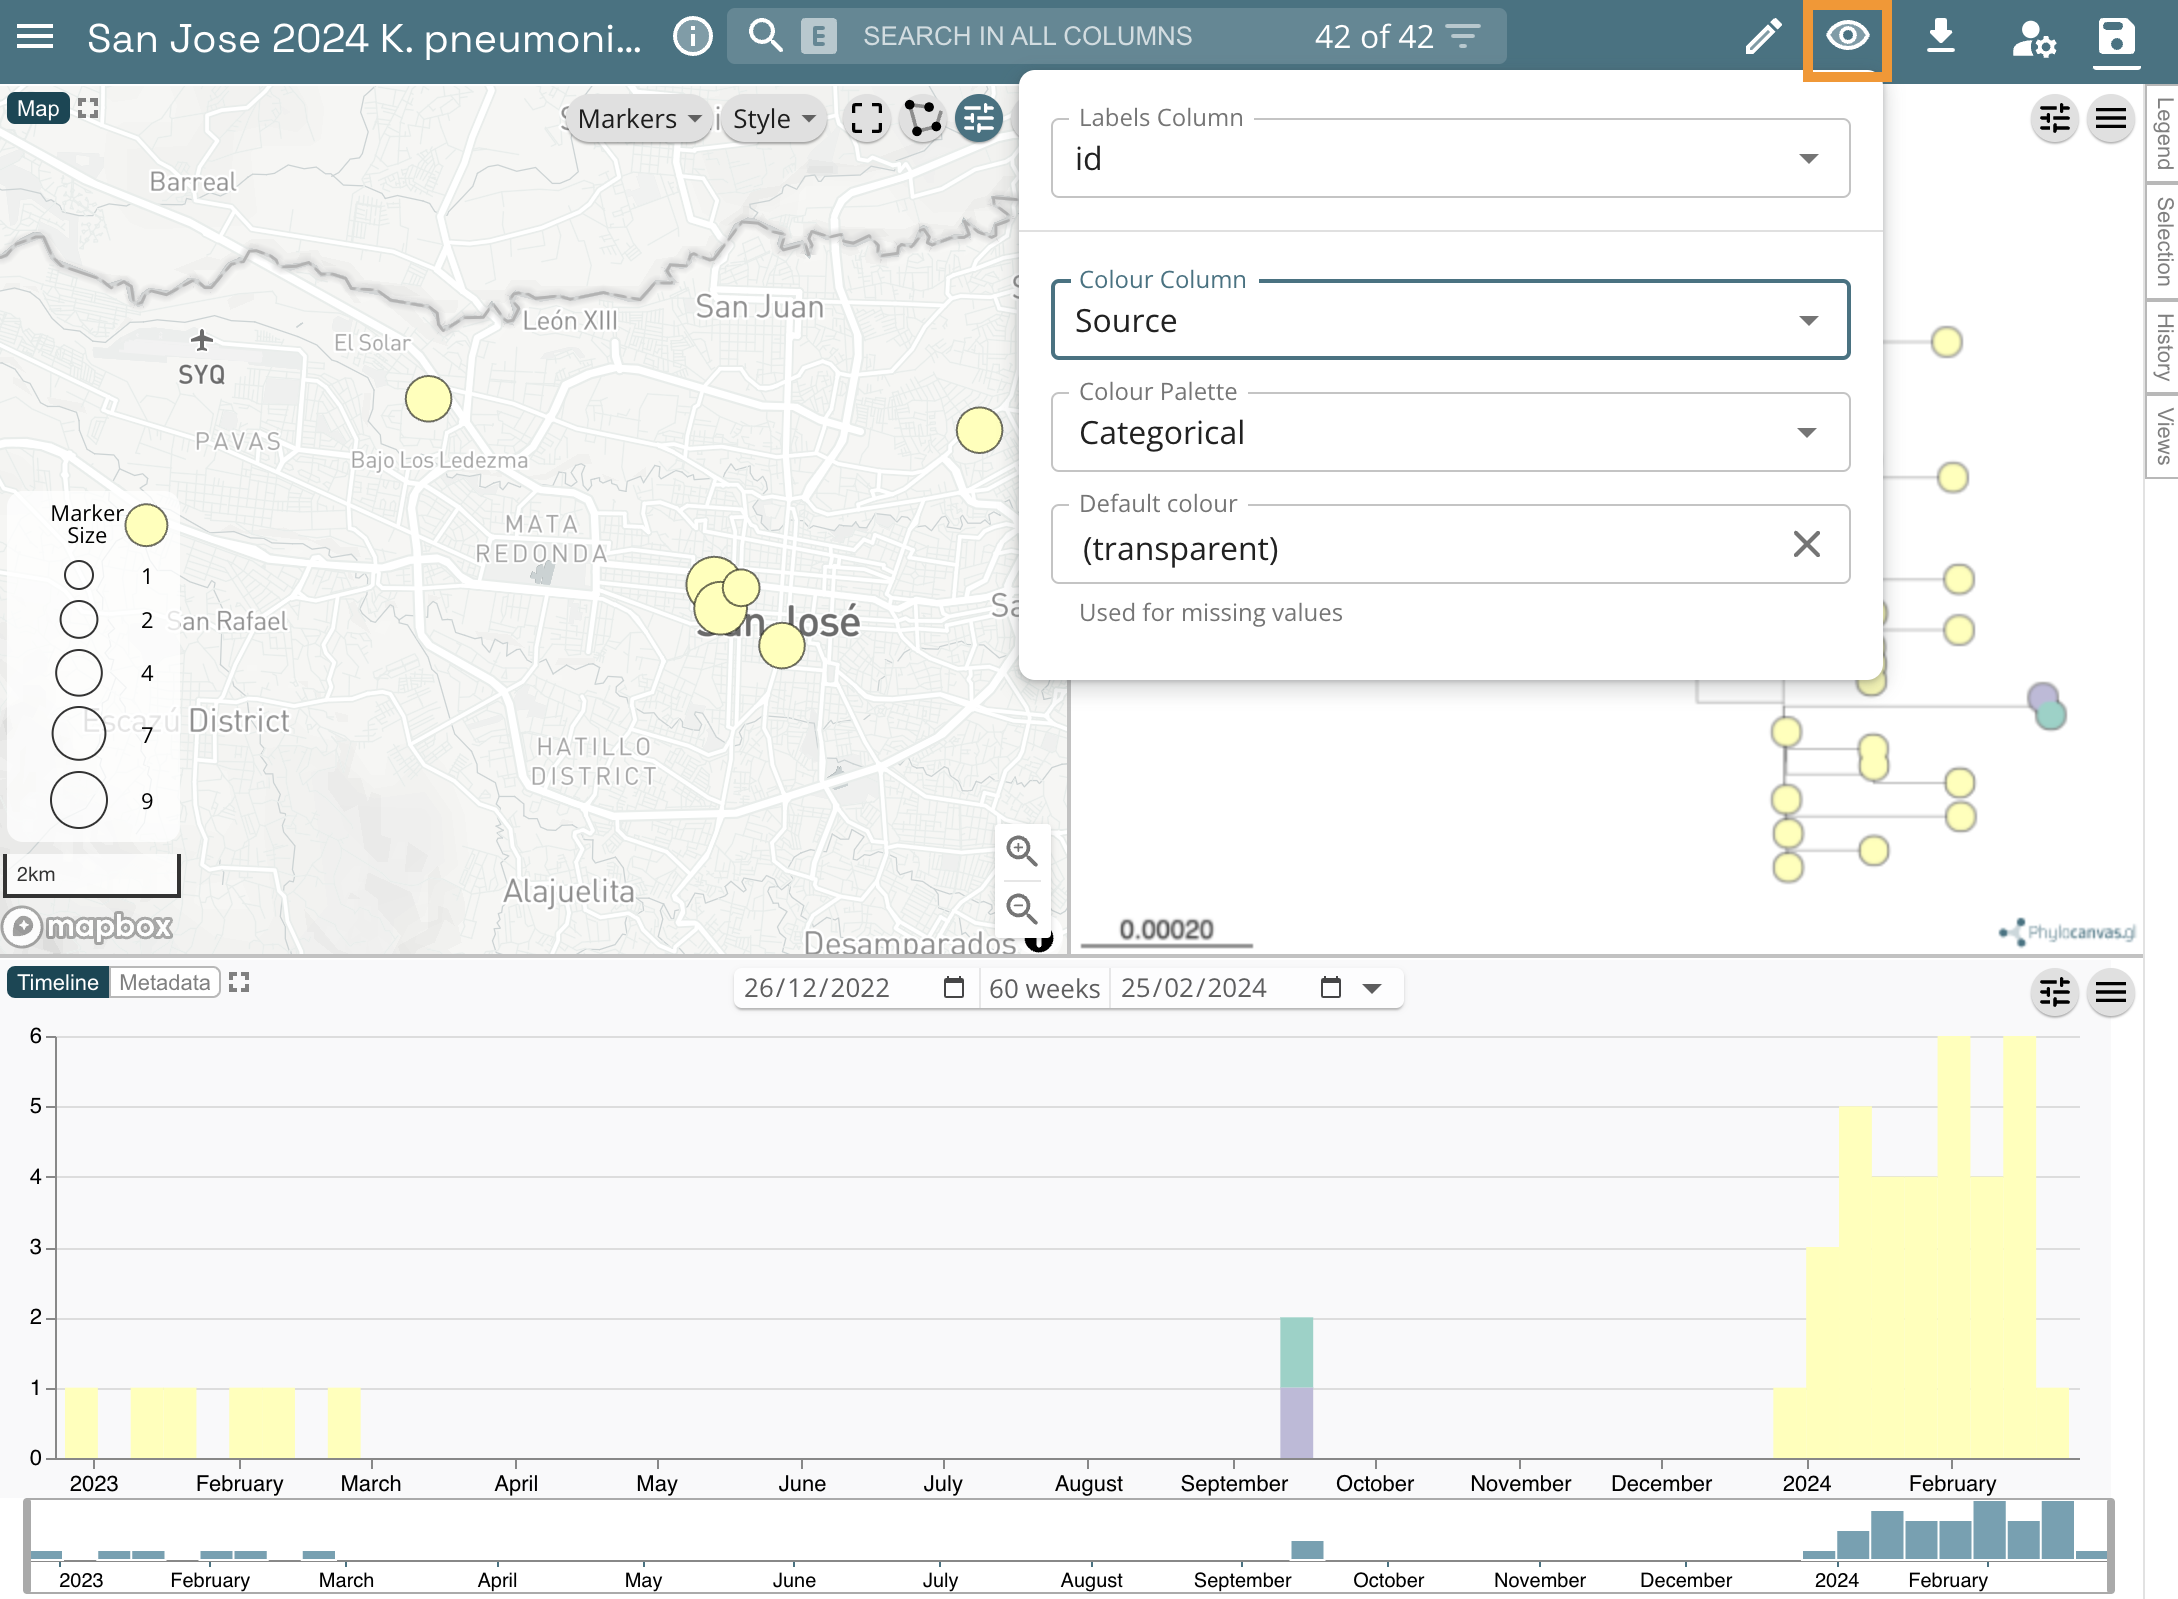 San Jose 2024 K. pneumoni...
E
SEARCH IN ALL COLUMNS
42 of 42
Map
Markers
Style
Labels Column
id
Colour Column
Source
Colour Palette
Categorical
Default colour
(transparent)
Used for missing values
Legend
Selection
History
Views
Barreal
San Juan
León XIII
El Solar
SYQ
PAVAS
Bajo Los Ledezma
MATA
REDONDA
San José
San Rafael
Escazú District
HATILLO
DISTRICT
Alajuelita
Desamparados
Marker
Size
1
2
4
7
9
2km
mapbox
0.00020
Phylocanvas.gl
Timeline
Metadata
26/12/2022
60 weeks
25/02/2024
6
5
4
3
2
1
0
2023 February March April May June July August September October November December 2024 February
2023 February March April May June July August September October November December 2024 February